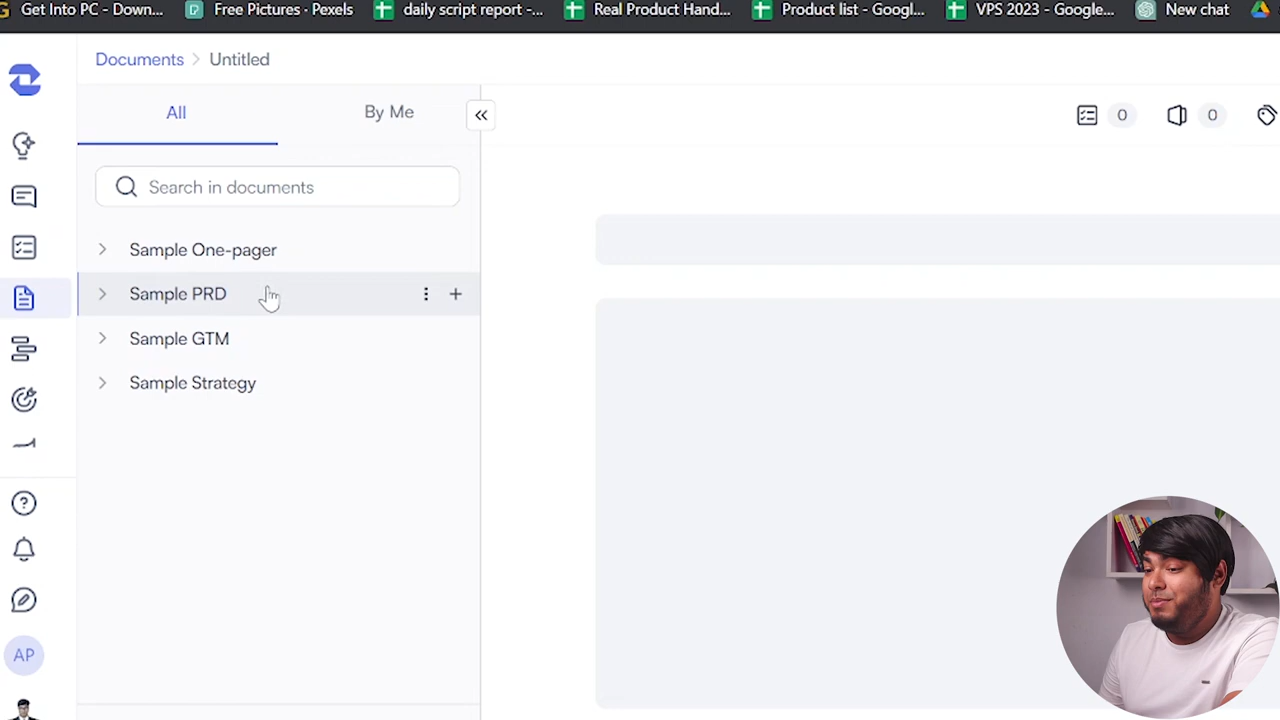 Get Into PC - Down...
Free Pictures · Pexels
daily script report -...
Real Product Hand...
Product list - Googl...
VPS 2023 - Google...
New chat
Documents > Untitled
All
By Me
0
0
Search in documents
Sample One-pager
Sample PRD
Sample GTM
Sample Strategy
AP